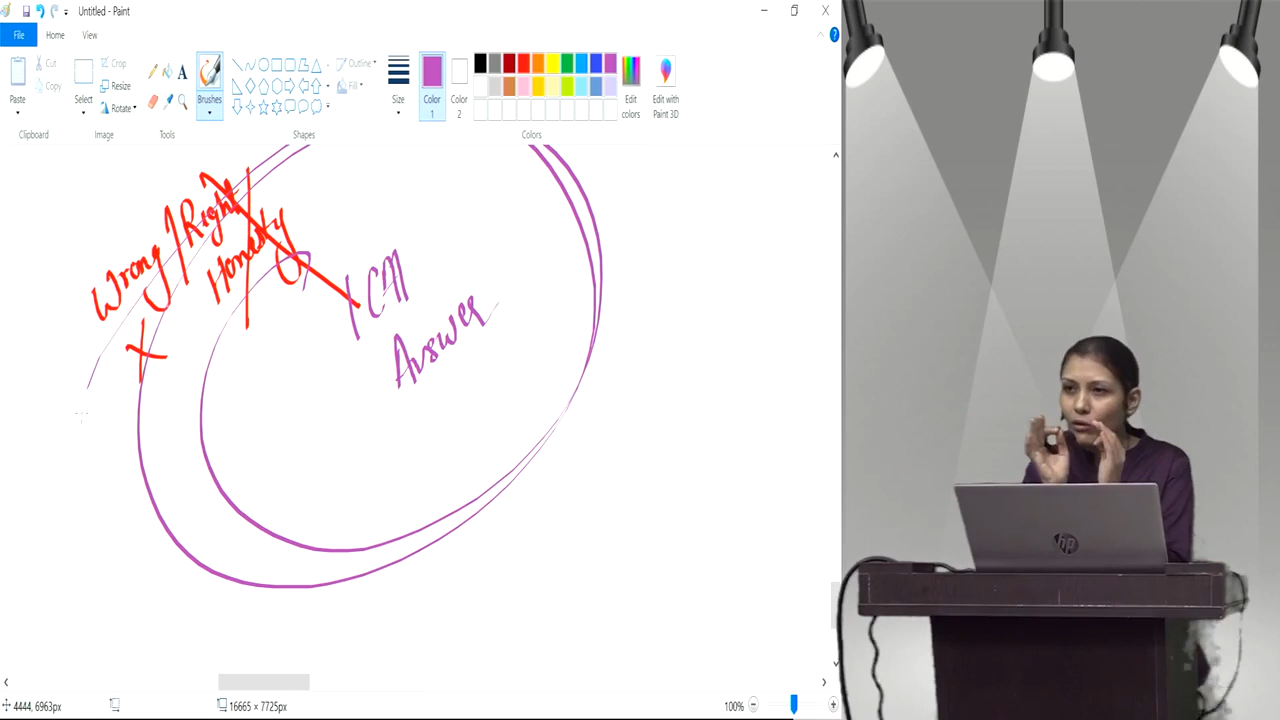 Untitled - Paint
File
Home
View
Paste
Cut
Copy
Clipboard
Select
Crop
Resize
Rotate
Image
Tools
Brushes
Shapes
Outline
Fill
Size
Color
1
Color
2
Edit
colors
Edit with
Paint 3D
Colors
Wrong / Right
Honesty
X
Answer
hp
4444, 6963px
16665 × 7725px
100%